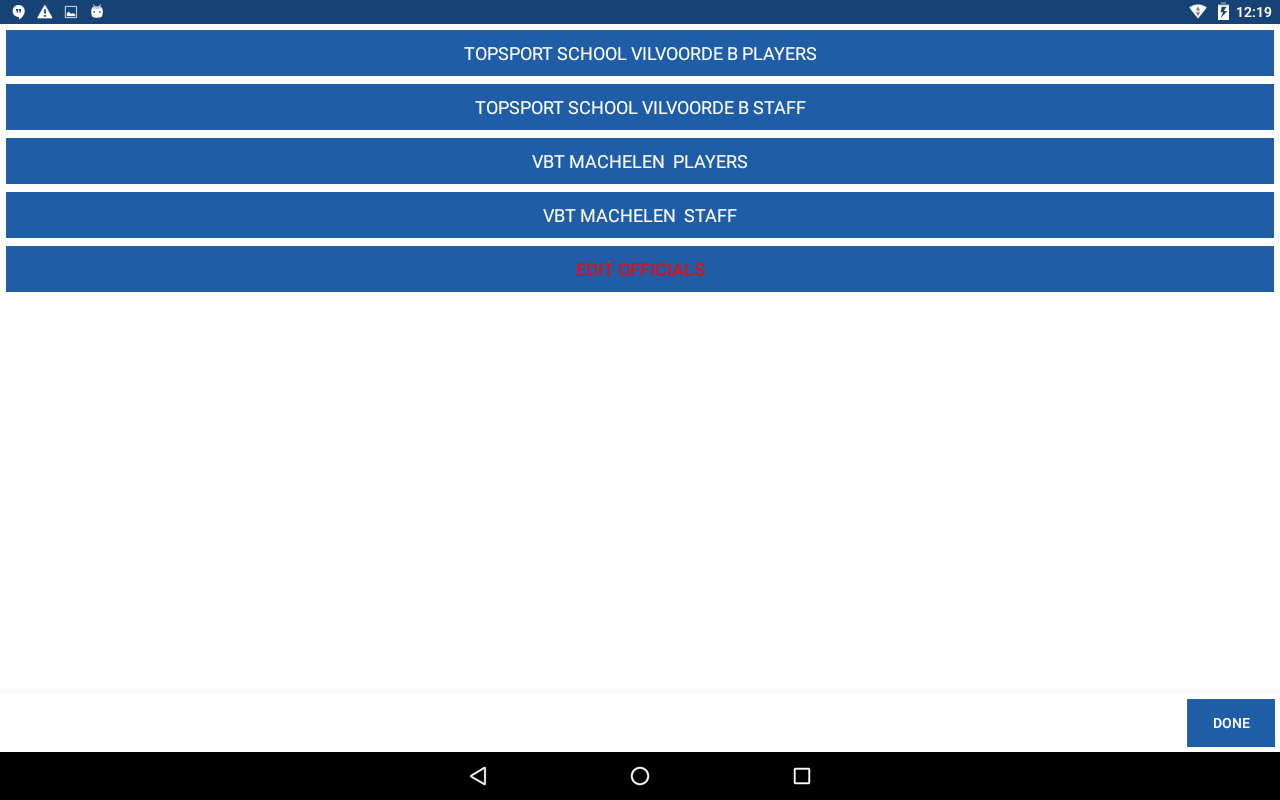 12:19
TOPSPORT SCHOOL VILVOORDE B PLAYERS
TOPSPORT SCHOOL VILVOORDE B STAFF
VBT MACHELEN  PLAYERS
VBT MACHELEN  STAFF
EDIT OFFICIALS
DONE